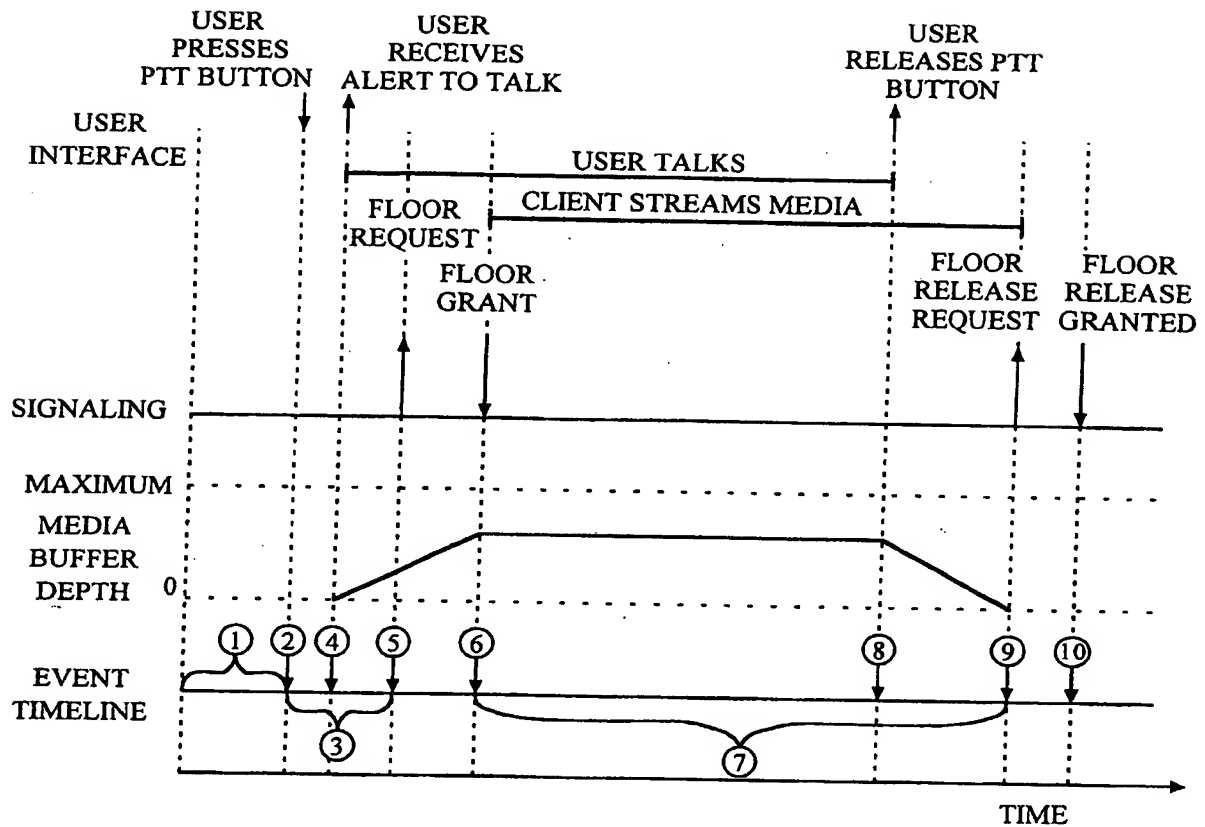 USER
PRESSES
PTT BUTTON
USER
RECEIVES
ALERT TO TALK
USER
RELEASES PTT
BUTTON
USER
INTERFACE
USER TALKS
CLIENT STREAMS MEDIA
FLOOR
REQUEST
FLOOR
GRANT
FLOOR
RELEASE
REQUEST
FLOOR
RELEASE
GRANTED
SIGNALING
MAXIMUM
MEDIA
BUFFER
DEPTH
0
1
2
4
5
6
8
9
10
EVENT
TIMELINE
3
7
TIME